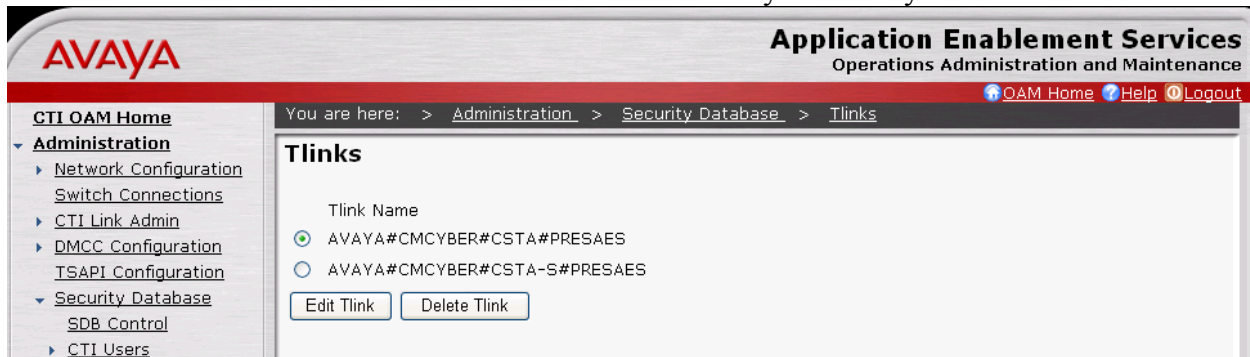 AVAYA
Application Enablement Services
Operations Administration and Maintenance
OAM Home Help Logout
CTI OAM Home
You are here: > Administration > Security Database > Tlinks
Administration
Network Configuration
Switch Connections
CTI Link Admin
DMCC Configuration
TSAPI Configuration
Security Database
SDB Control
CTI Users
Tlinks
Tlink Name
AVAYA#CMCYBER#CSTA#PRESAES
AVAYA#CMCYBER#CSTA-S#PRESAES
Edit Tlink Delete Tlink